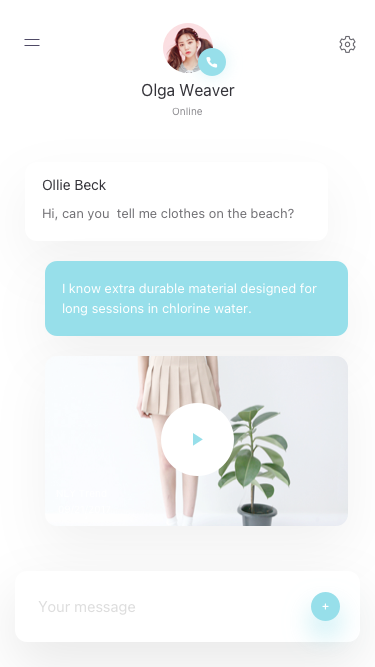 Olga Weaver
Online
Ollie Beck
Hi, can you  tell me clothes on the beach?
I know extra durable material designed for
long sessions in chlorine water.
Your message